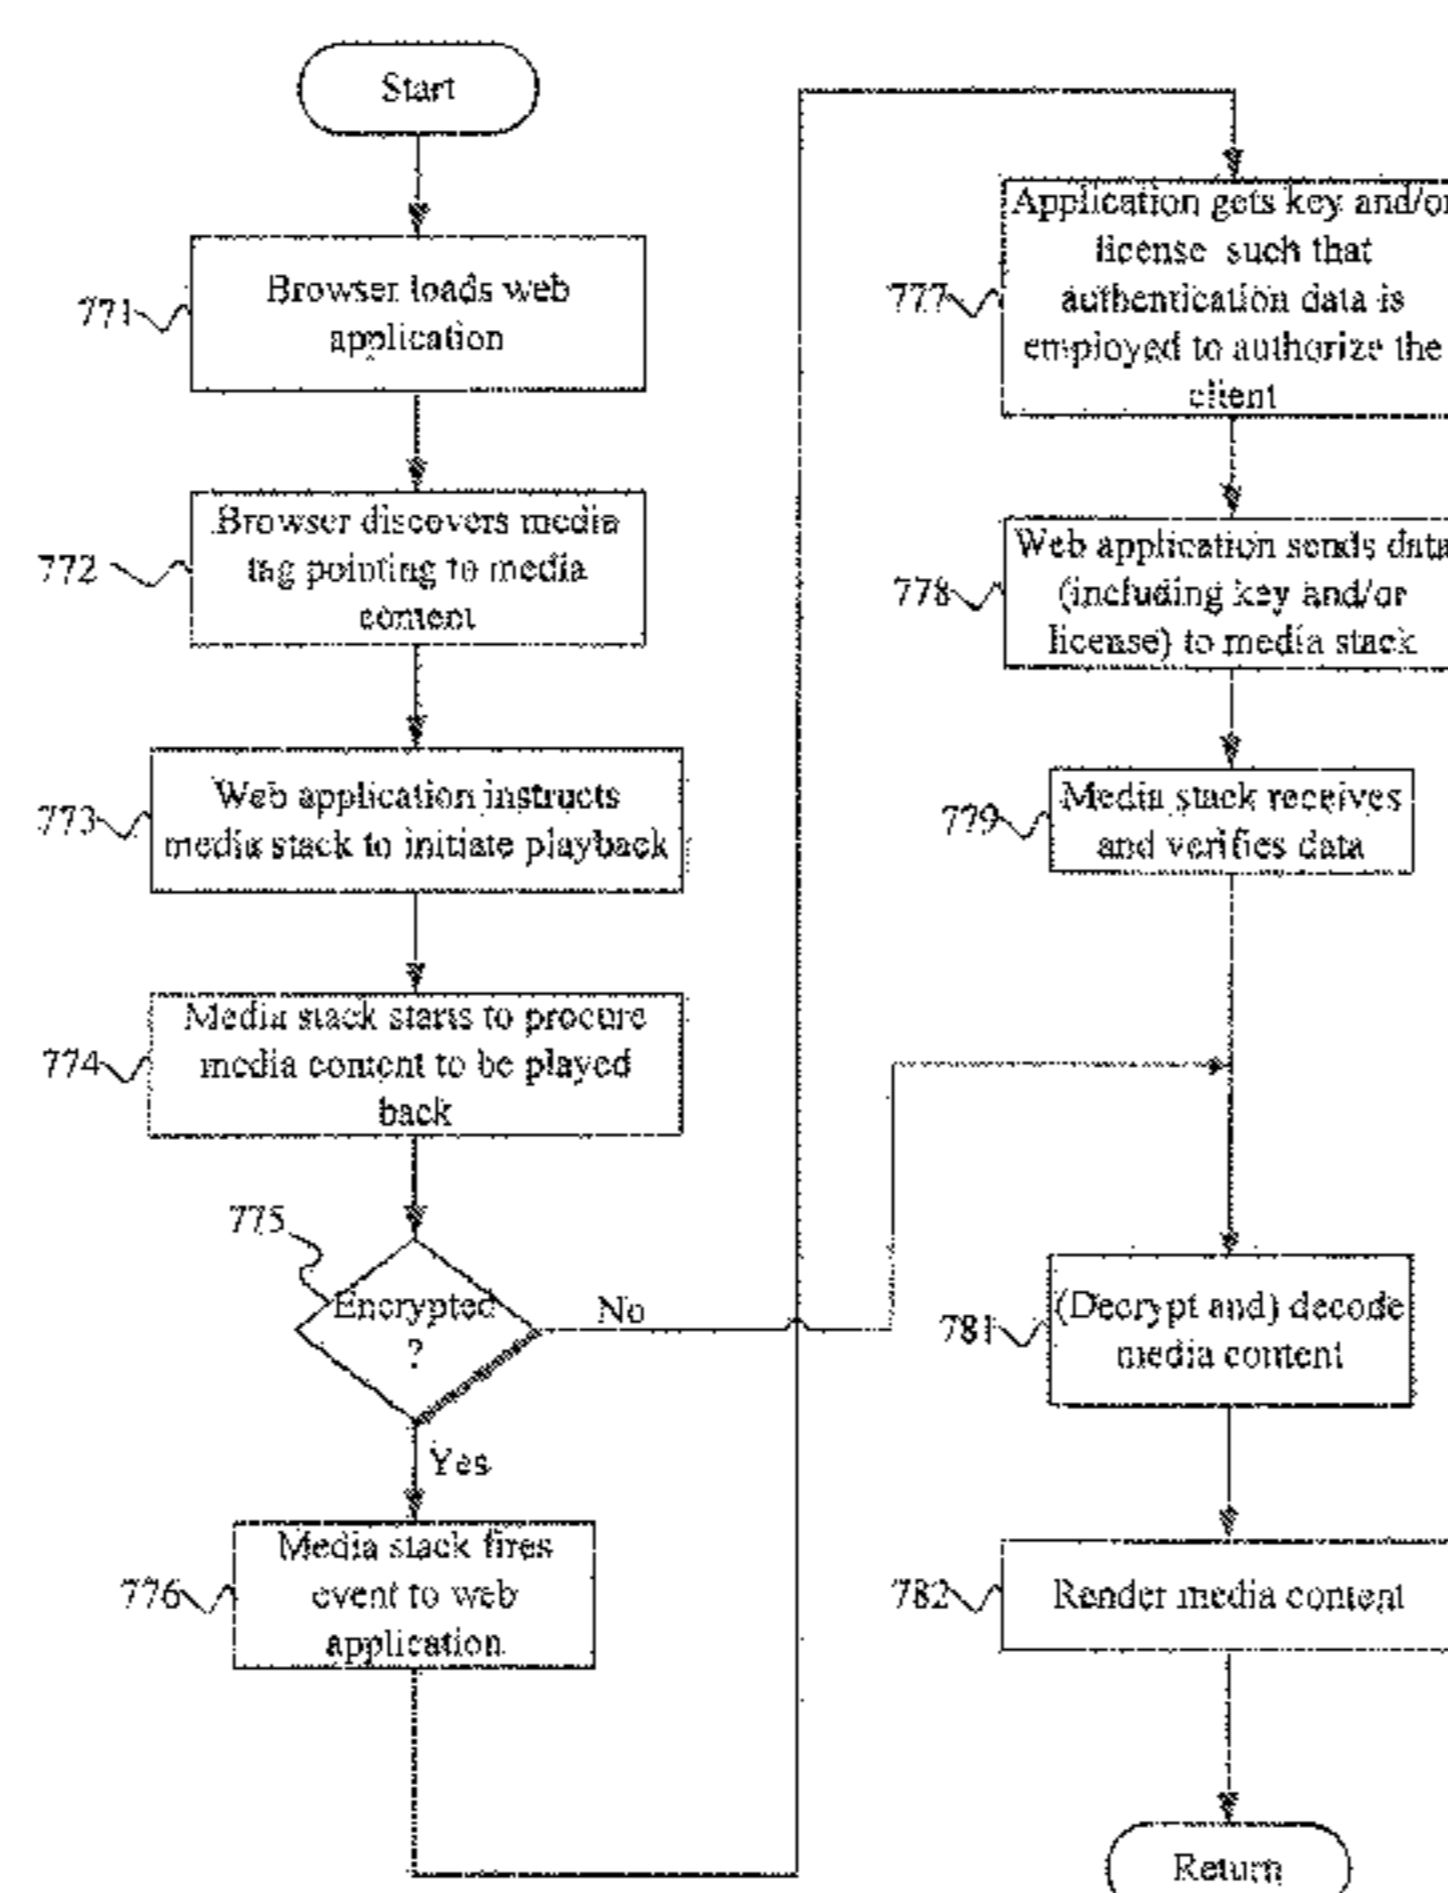 Start
771
Browser loads web
application
772
Browser discovers media
tag pointing to media
content
773
Web application instructs
media stack to initiate playback
774
Media stack starts to procure
media content to be played
back
775
Encrypted
?
No
Yes
776
Media stack fires
event to web
application
777
Application gets key and/or
license such that
authentication data is
employed to authorize the
client
778
Web application sends data
(including key and/or
license) to media stack
779
Media stack receives
and verifies data
781
(Decrypt and) decode
media content
782
Render media content
Return